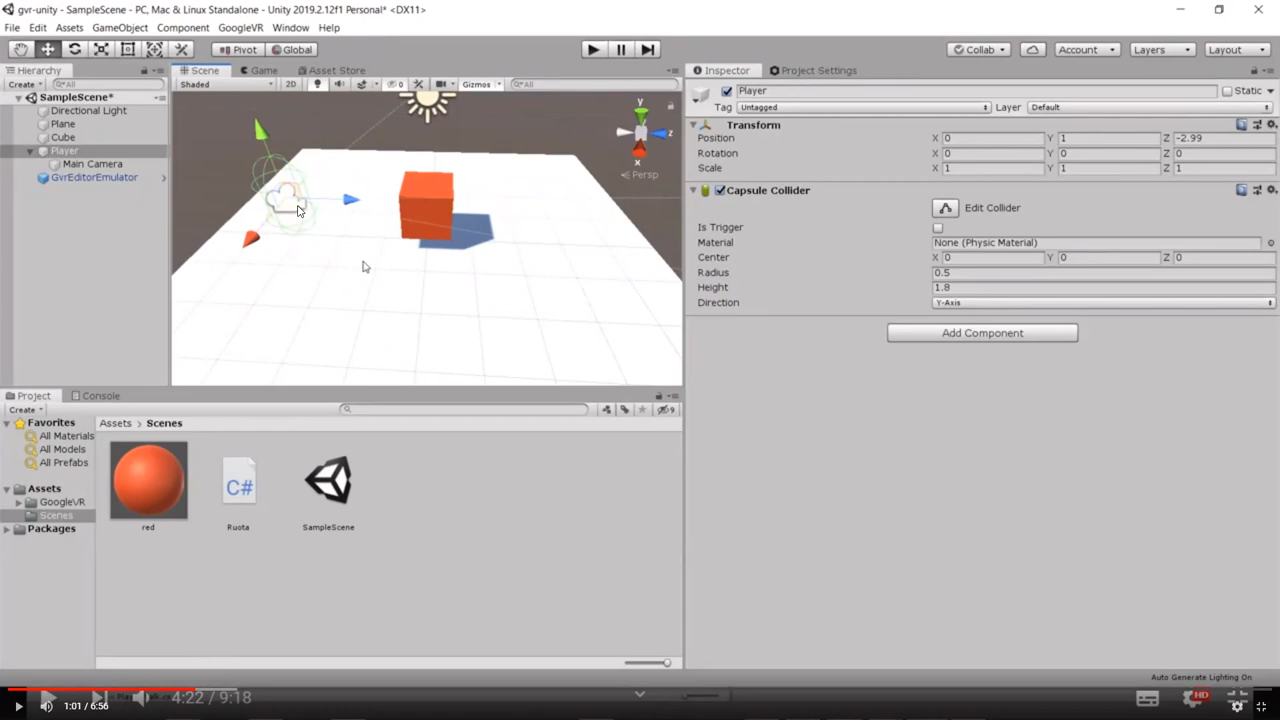 gvr-unity - SampleScene - PC, Mac & Linux Standalone - Unity 2019.2.12f1 Personal* <DX11>
File Edit Assets GameObject Component GoogleVR Window Help
Pivot Global Collab Account Layers Layout
Hierarchy Scene Game Asset Store Inspector Project Settings
Create All Shaded 2D 0 Gizmos All
SampleScene*
Directional Light
Plane
Cube
Player
Main Camera
GvrEditorEmulator
y
z
x
Persp
Player Static
Tag Untagged Layer Default
Transform
Position X 0 Y 1 Z -2.99
Rotation X 0 Y 0 Z 0
Scale X 1 Y 1 Z 1
Capsule Collider
Edit Collider
Is Trigger
Material None (Physic Material)
Center X 0 Y 0 Z 0
Radius 0.5
Height 1.8
Direction Y-Axis
Add Component
Project Console
Create 9
Favorites
All Materials
All Models
All Prefabs
Assets
GoogleVR
Scenes
Packages
Assets > Scenes
C#
red Ruota SampleScene
Auto Generate Lighting On
4:22 / 9:18
HD
1:01 / 6:56